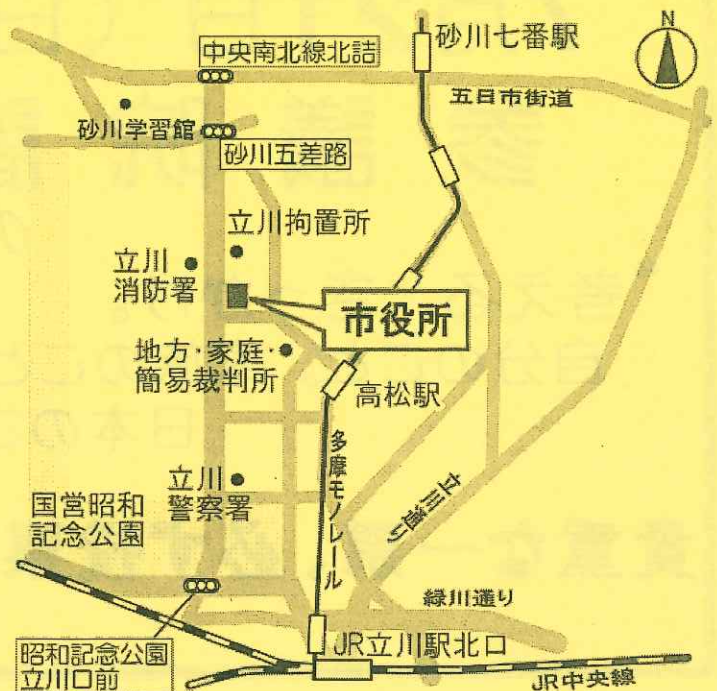 中央南北線北詰
砂川七番駅
N
五日市街道
砂川学習館
砂川五差路
立川拘置所
立川
消防署
市役所
地方・家庭・
簡易裁判所
高松駅
多摩モノレール
立川
警察署
立川通り
国営昭和
記念公園
緑川通り
JR立川駅北口
昭和記念公園
立川口前
JR中央線